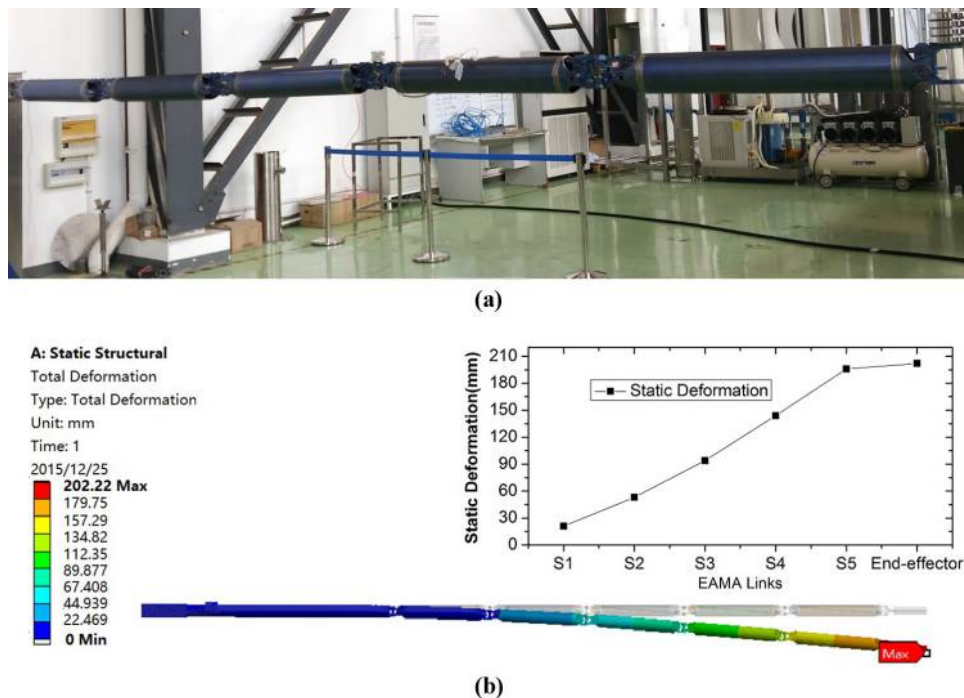 (a)
A: Static Structural
Total Deformation
Type: Total Deformation
Unit: mm
Time: 1
2015/12/25
202.22 Max
179.75
157.29
134.82
112.35
89.877
67.408
44.939
22.469
0 Min
Static Deformation(mm)
210
180
150
120
90
60
30
0
Static Deformation
S1 S2 S3 S4 S5 End-effector
EAMA Links
Max
(b)